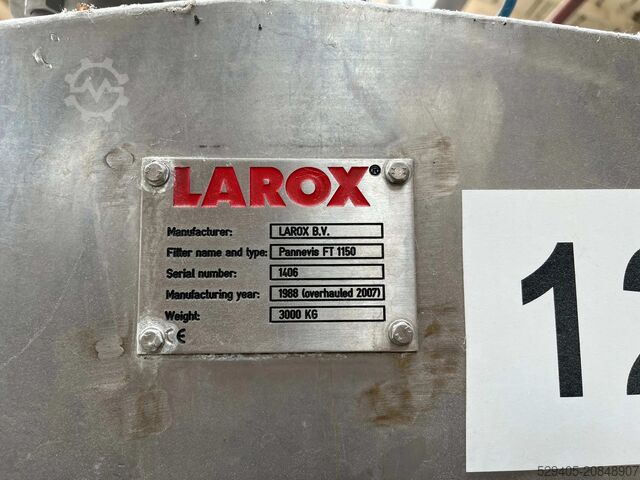 LAROX®
Manufacturer: LAROX B.V.
Filter name and type: Pannevis FT 1150
Serial number: 1406
Manufacturing year: 1988 (overhauled 2007)
Weight: 3000 KG
CE
12
529405-20848907